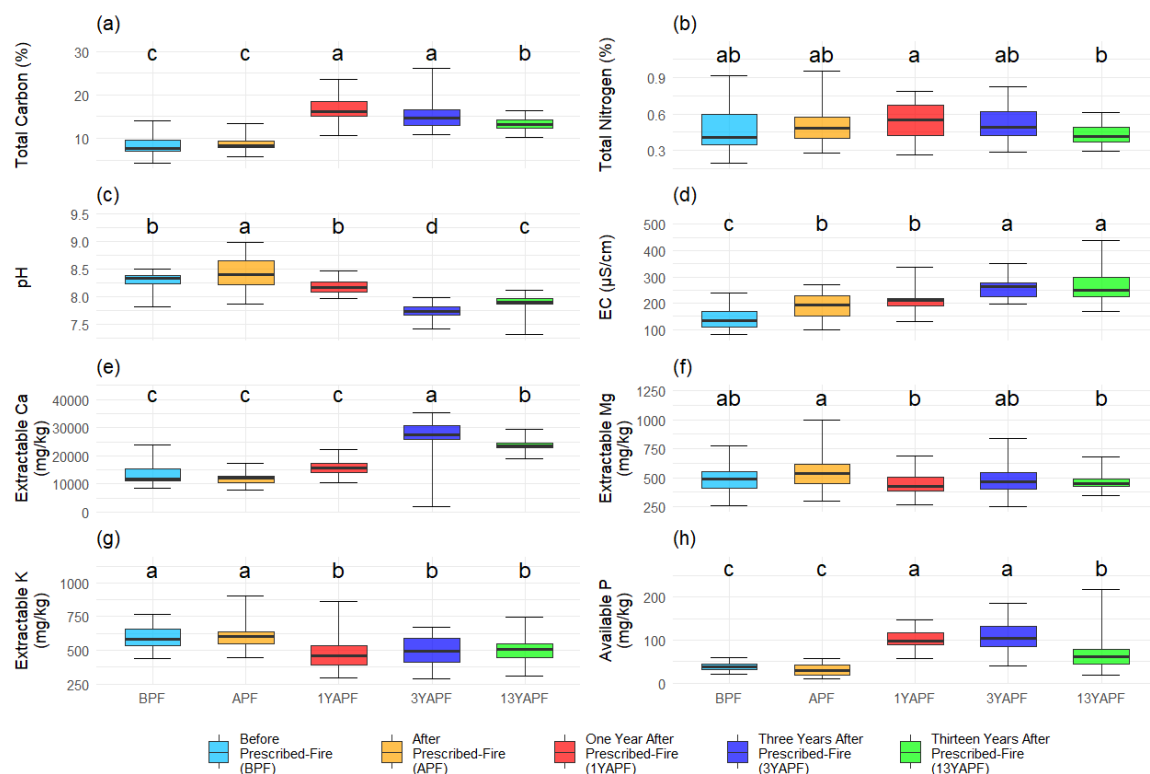 (a)
c c a a b
Total Carbon (%)
30
20
10
(b)
ab ab a ab b
Total Nitrogen (%)
0.9
0.6
0.3
(c)
b a b d c
pH
9.5
9.0
8.5
8.0
7.5
(d)
c b b a a
EC (µS/cm)
500
400
300
200
100
(e)
c c c a b
Extractable Ca
(mg/kg)
40000
30000
20000
10000
0
(f)
ab a b ab b
Extractable Mg
(mg/kg)
1250
1000
750
500
250
(g)
a a b b b
Extractable K
(mg/kg)
1000
750
500
250
BPF APF 1YAPF 3YAPF 13YAPF
(h)
c c a a b
Available P
(mg/kg)
200
100
0
BPF APF 1YAPF 3YAPF 13YAPF
Before
Prescribed-Fire
(BPF)
After
Prescribed-Fire
(APF)
One Year After
Prescribed-Fire
(1YAPF)
Three Years After
Prescribed-Fire
(3YAPF)
Thirteen Years After
Prescribed-Fire
(13YAPF)